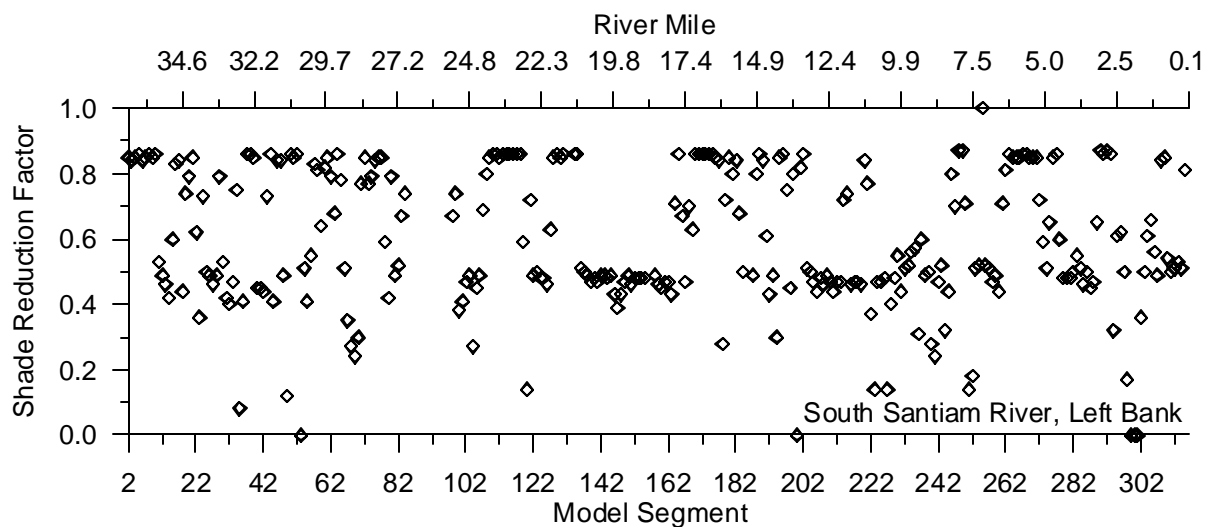 River Mile
34.6 32.2 29.7 27.2 24.8 22.3 19.8 17.4 14.9 12.4 9.9 7.5 5.0 2.5 0.1
Shade Reduction Factor
1.0
0.8
0.6
0.4
0.2
0.0
South Santiam River, Left Bank
2 22 42 62 82 102 122 142 162 182 202 222 242 262 282 302
Model Segment